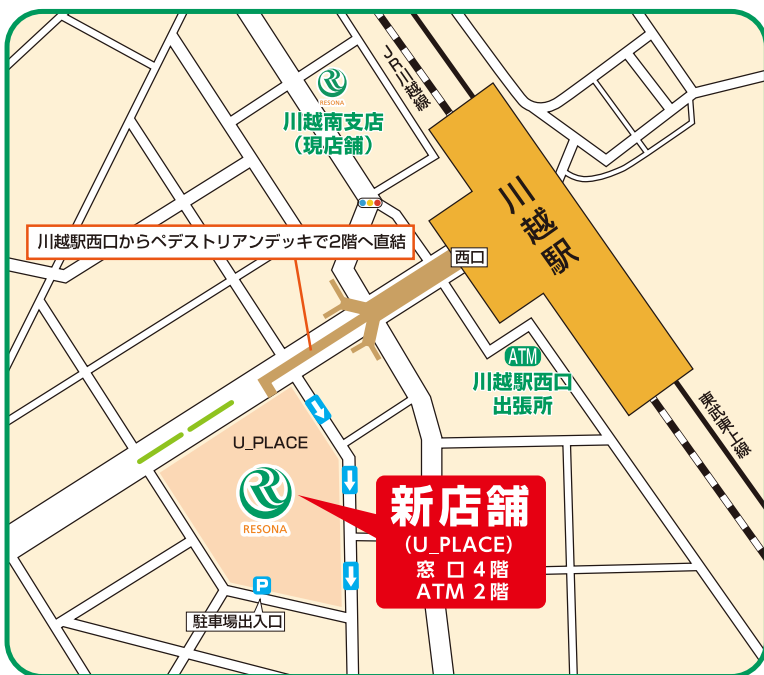 JR川越線
RESONA
川越南支店
（現店舗）
川越駅西口からペデストリアンデッキで2階へ直結
西口
川越駅
ATM
川越駅西口
出張所
東武東上線
U_PLACE
RESONA
新店舗
(U_PLACE)
窓 口 4階
ATM 2階
P
駐車場出入口